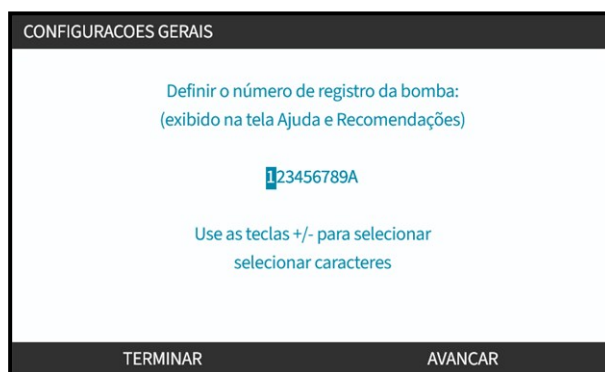 CONFIGURACOES GERAIS
Definir o número de registro da bomba:
(exibido na tela Ajuda e Recomendações)
123456789A
Use as teclas +/- para selecionar
selecionar caracteres
TERMINAR AVANCAR